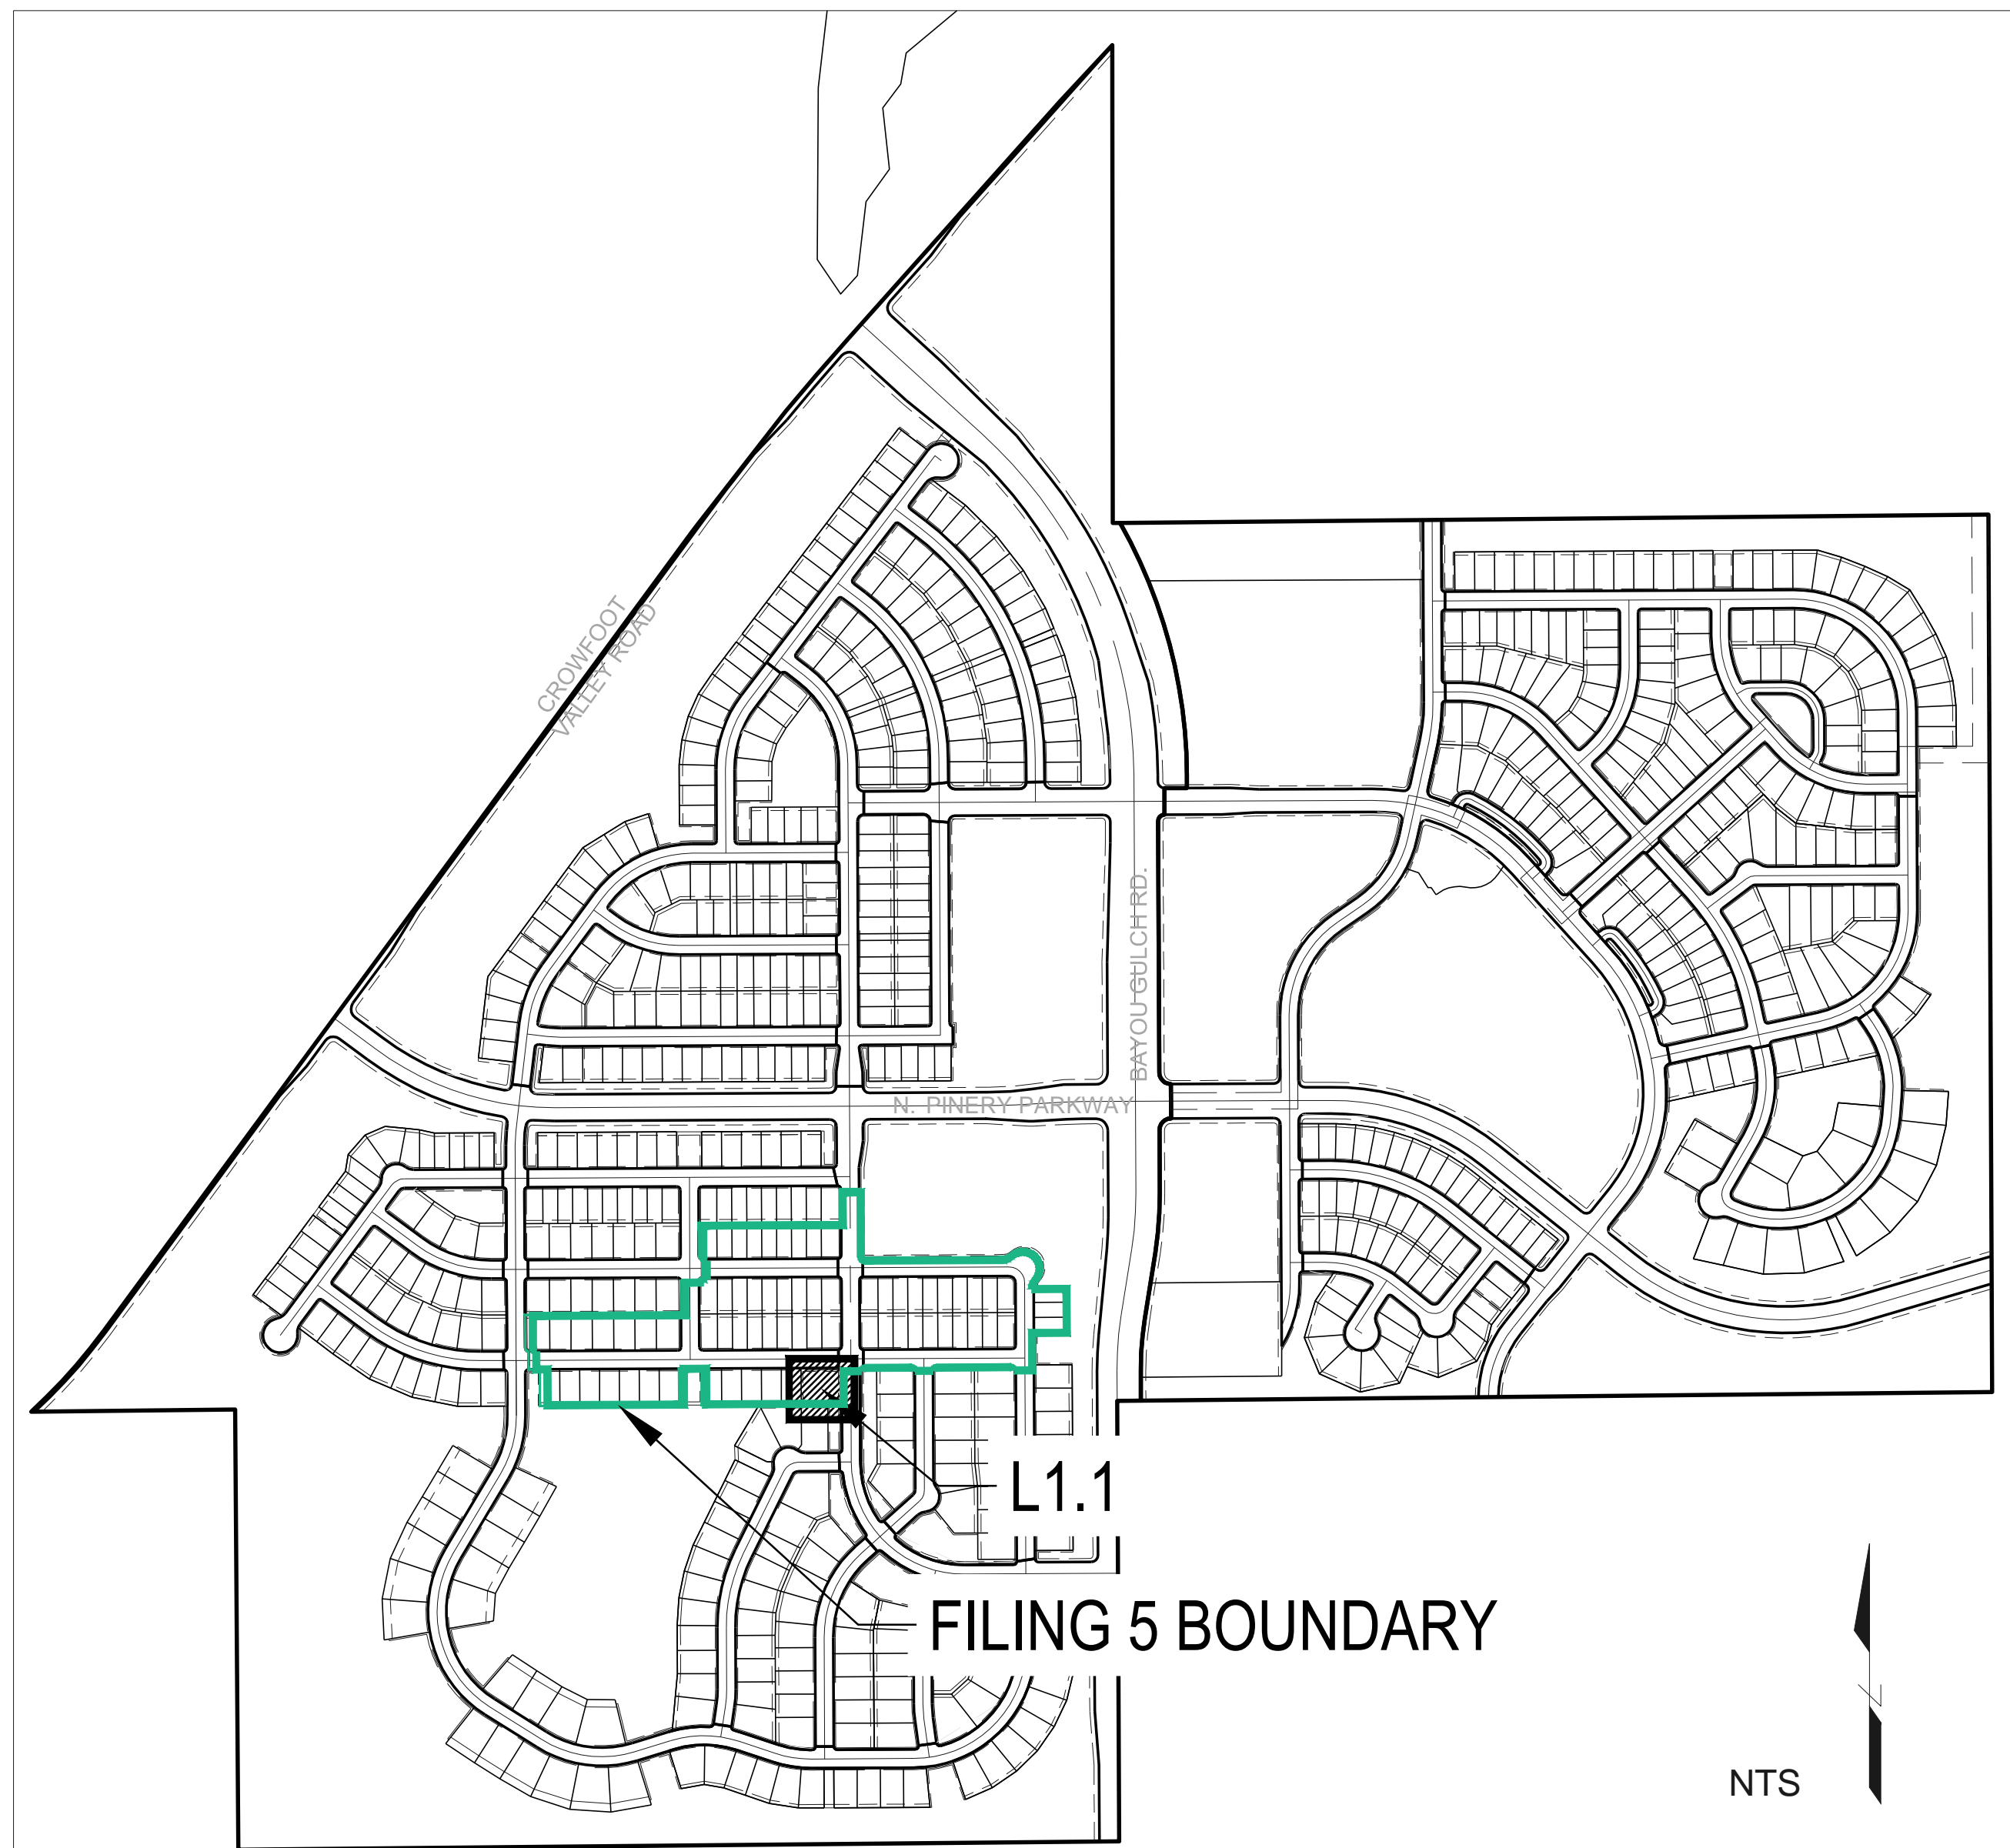 CROWFOOT
VALLEY ROAD
BAYOU GULCH RD.
N. PINERY PARKWAY
L1.1
FILING 5 BOUNDARY
NTS